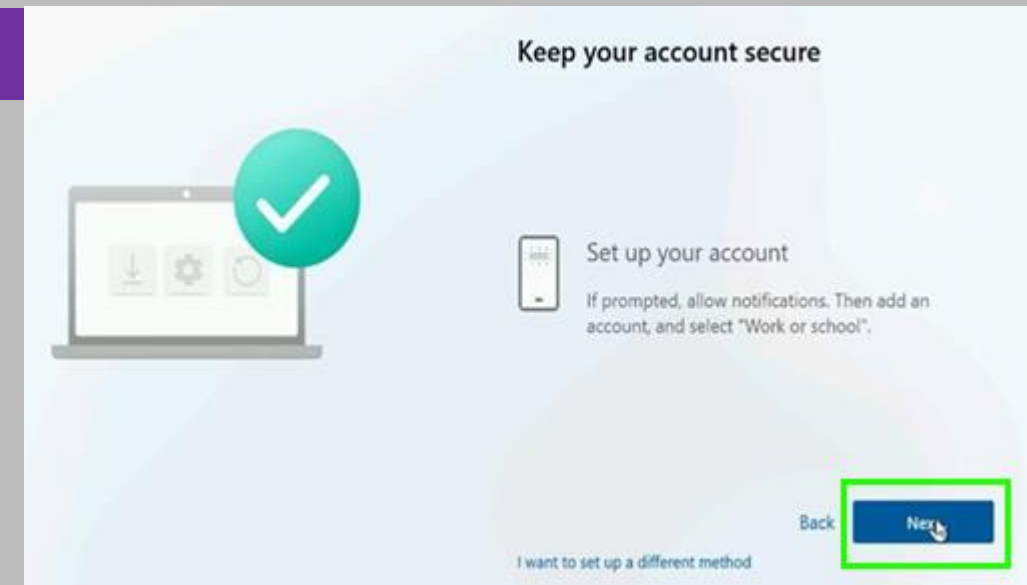 Keep your account secure
Set up your account
If prompted, allow notifications. Then add an
account, and select "Work or school".
Back
Next
I want to set up a different method